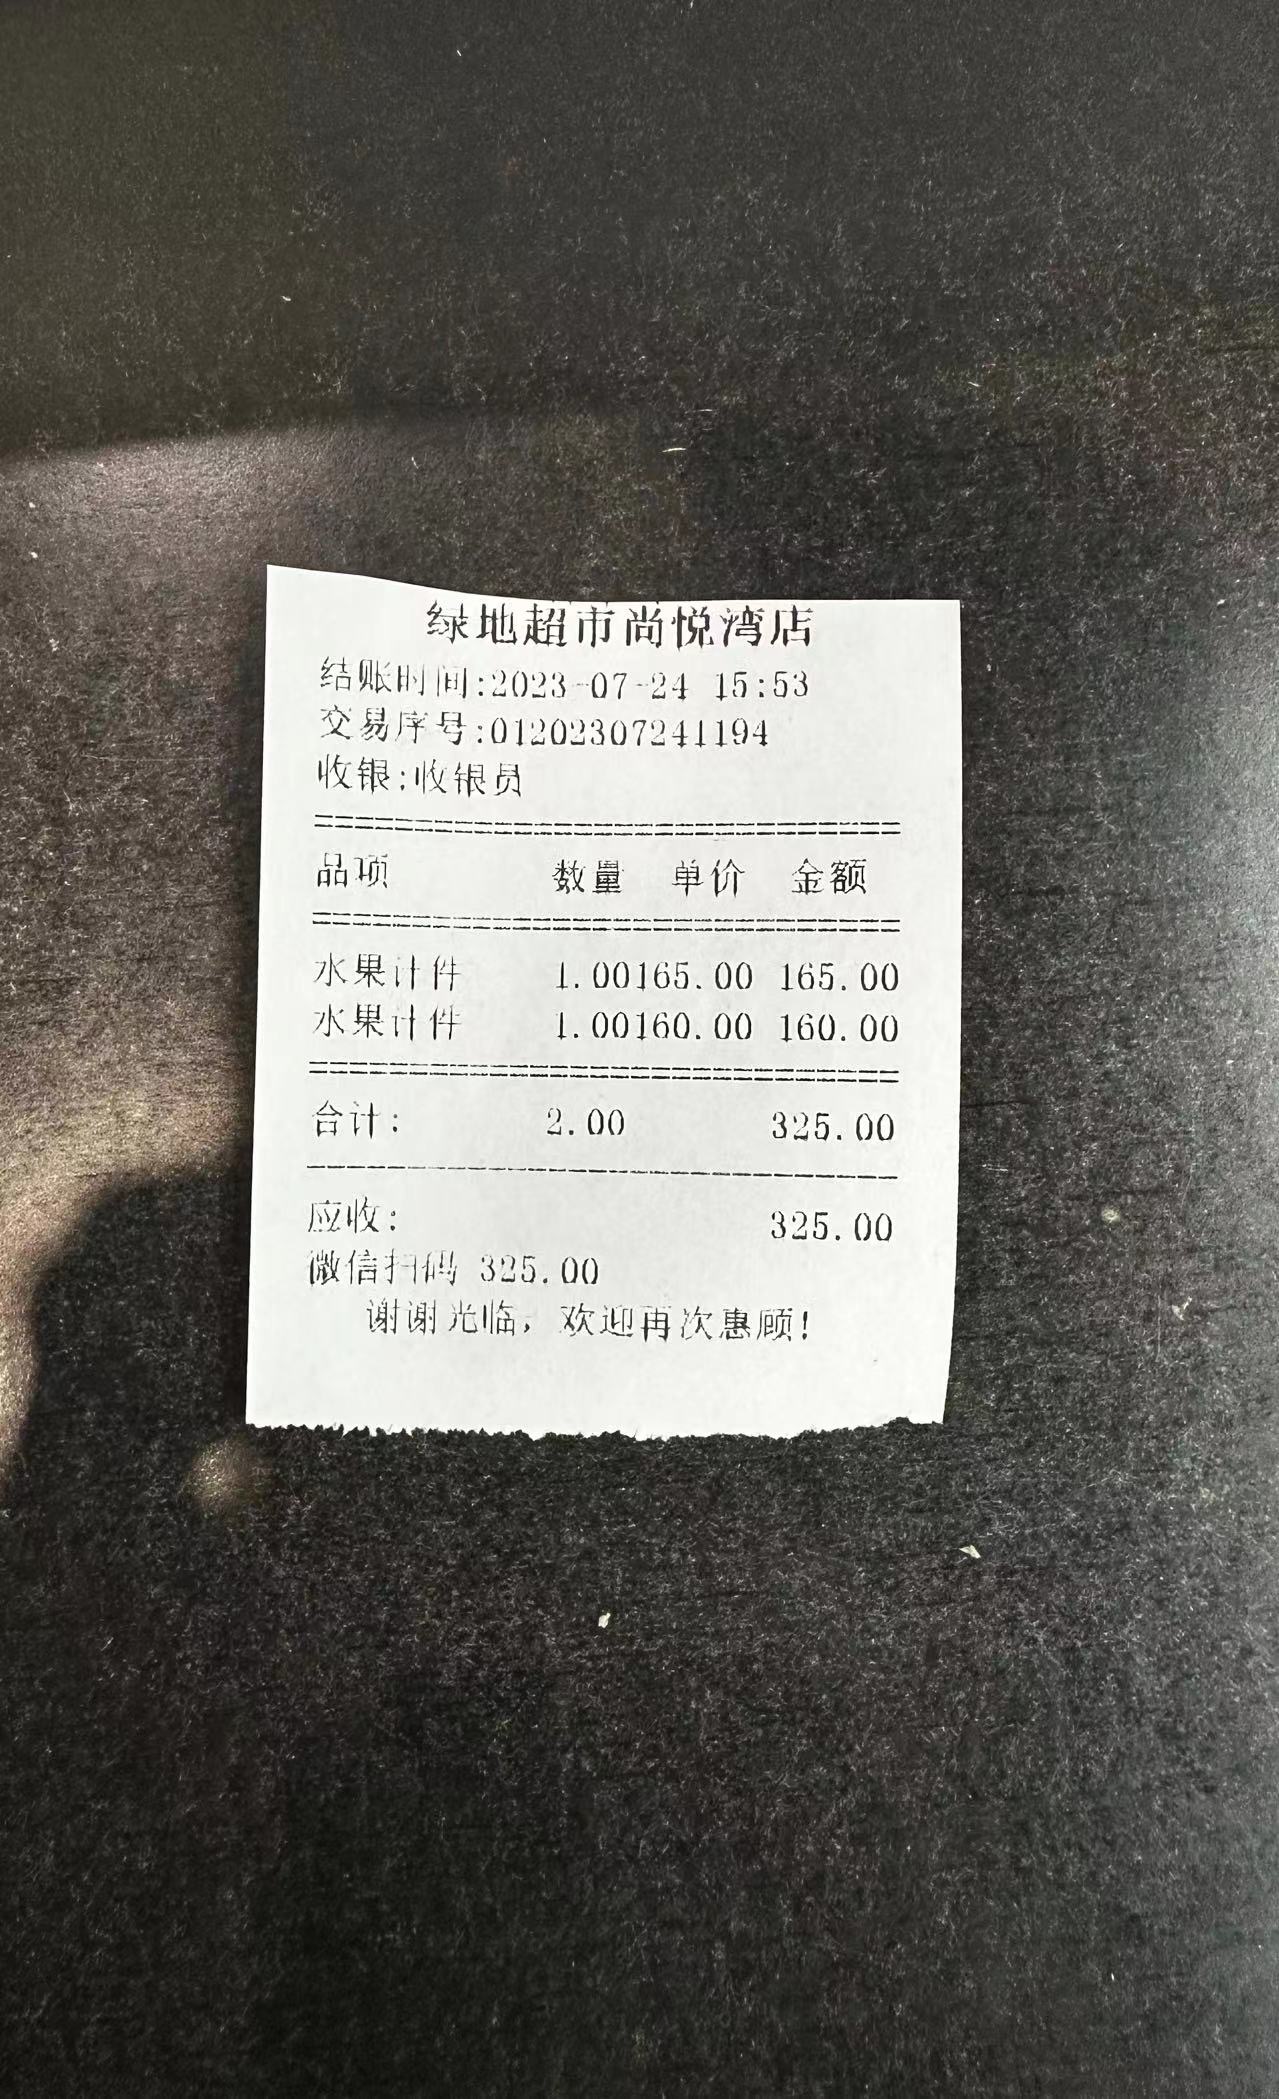 绿地超市尚悦湾店
结账时间:2023-07-24 15:53
交易序号:01202307241194
收银:收银员
==============================
品项 数量 单价 金额
==============================
水果计件 1.00165.00 165.00
水果计件 1.00160.00 160.00
==============================
合计: 2.00 325.00
------------------------------
应收: 325.00
微信扫码 325.00
谢谢光临，欢迎再次惠顾!